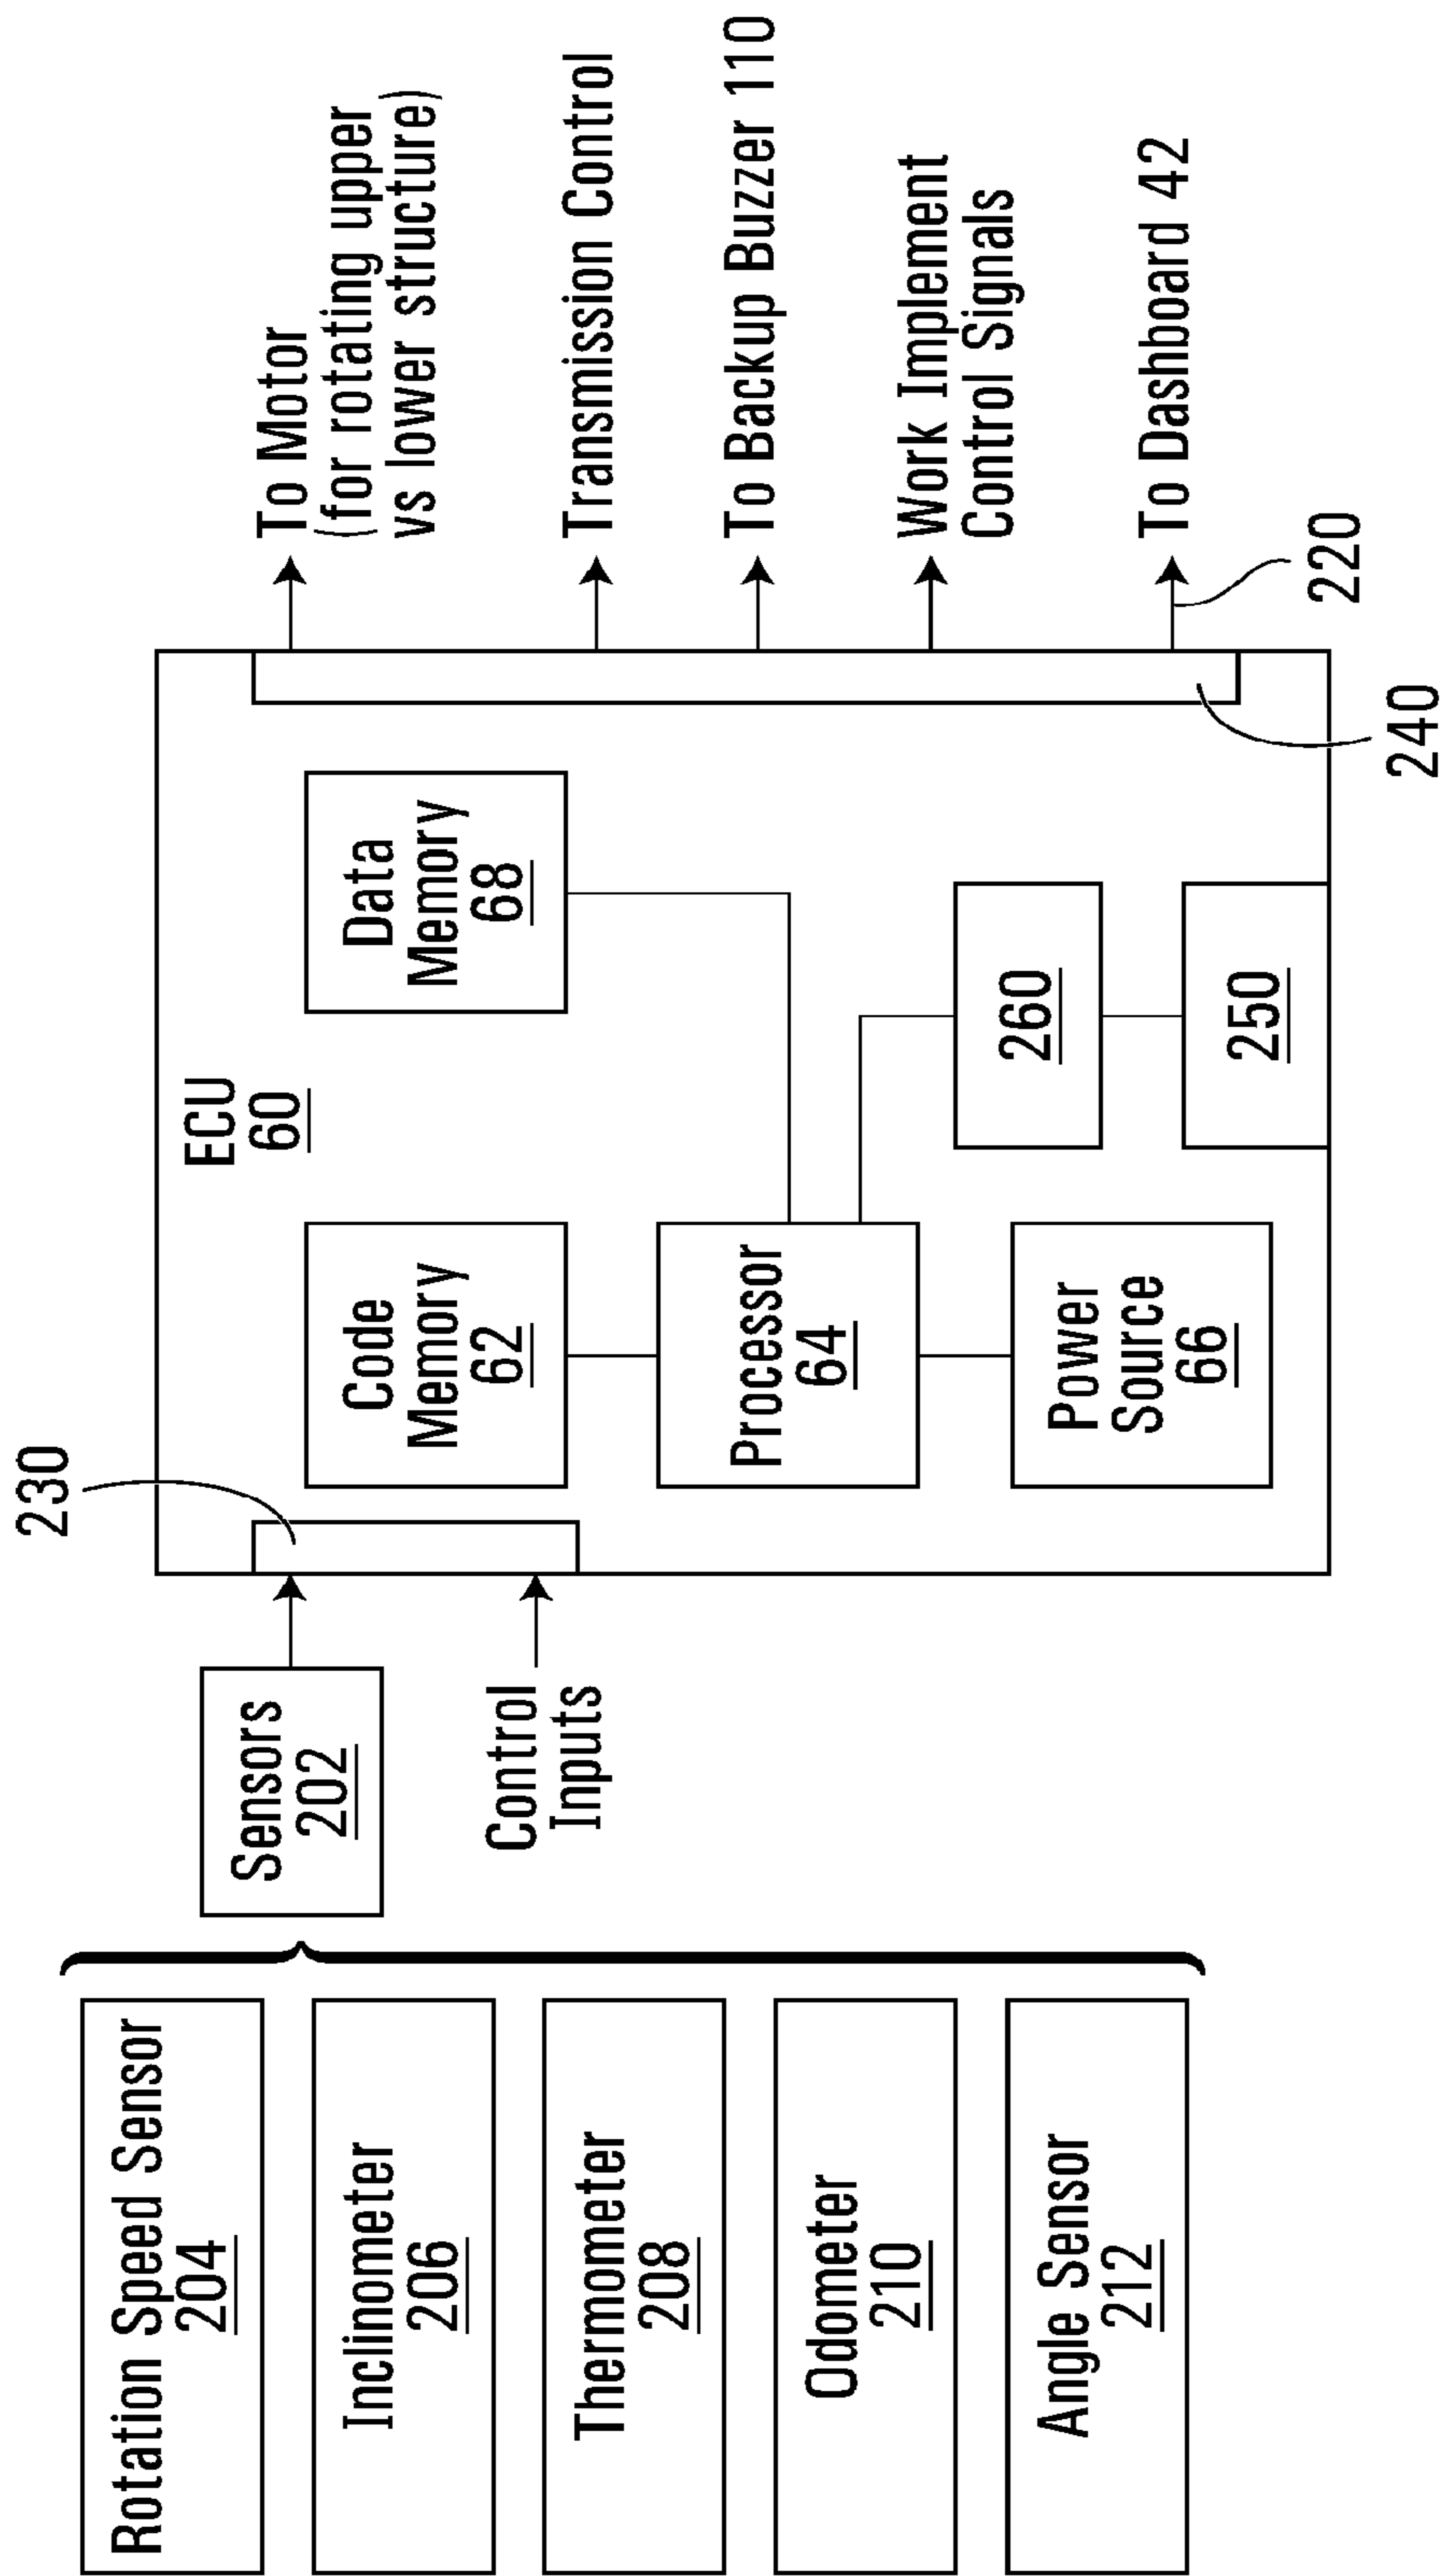 Rotation Speed Sensor
204
Inclinometer
206
Thermometer
208
Odometer
210
Angle Sensor
212
Sensors
202
Control
Inputs
230
ECU
60
Code
Memory
62
Data
Memory
68
Processor
64
Power
Source
66
260
250
240
To Motor
(for rotating upper
vs lower structure)
Transmission Control
To Backup Buzzer 110
Work Implement
Control Signals
To Dashboard 42
220